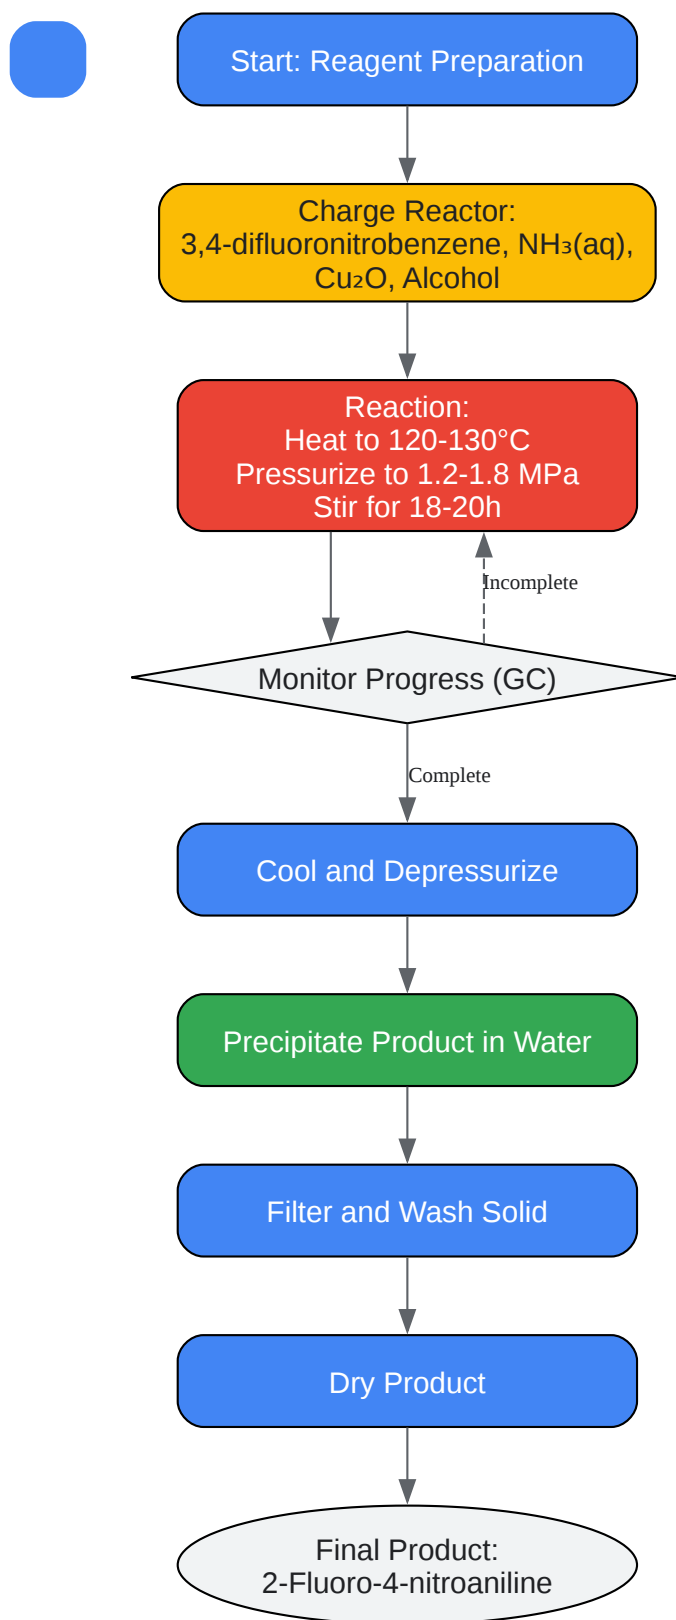 Start: Reagent Preparation
Charge Reactor:
3,4-difluoronitrobenzene, NH₃(aq),
Cu₂O, Alcohol
Reaction:
Heat to 120-130°C
Pressurize to 1.2-1.8 MPa
Stir for 18-20h
Incomplete
Monitor Progress (GC)
Complete
Cool and Depressurize
Precipitate Product in Water
Filter and Wash Solid
Dry Product
Final Product:
2-Fluoro-4-nitroaniline